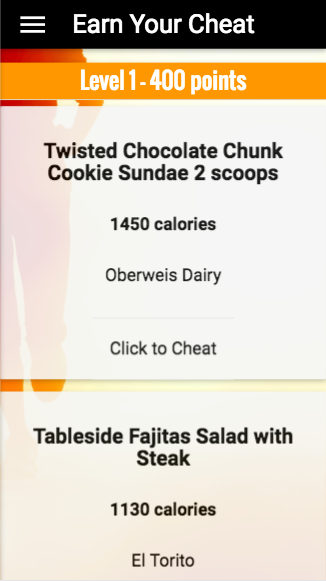 Earn Your Cheat
Level 1 - 400 points
Twisted Chocolate Chunk
Cookie Sundae 2 scoops
1450 calories
Oberweis Dairy
Click to Cheat
Tableside Fajitas Salad with
Steak
1130 calories
El Torito